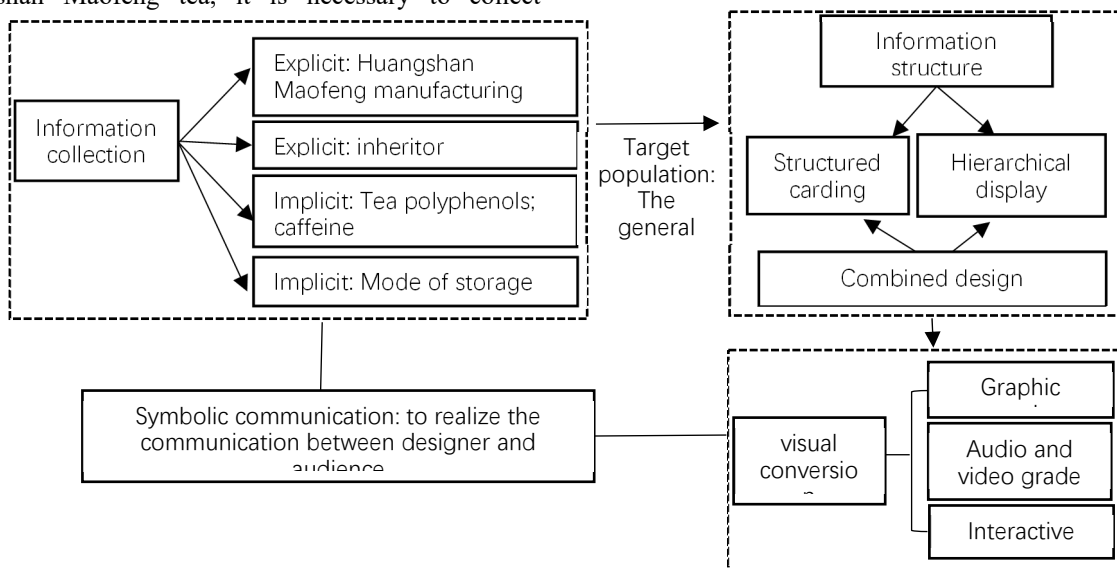 Maofeng tea, it is necessary to collect
Explicit: Huangshan
Maofeng manufacturing
Information
collection
Explicit: inheritor
Implicit: Tea polyphenols;
caffeine
Implicit: Mode of storage
Target
population:
The
general
Information
structure
Structured
carding
Hierarchical
display
Combined design
Symbolic communication: to realize the
communication between designer and
audience
visual
conversio
Graphic
Audio and
video grade
Interactive